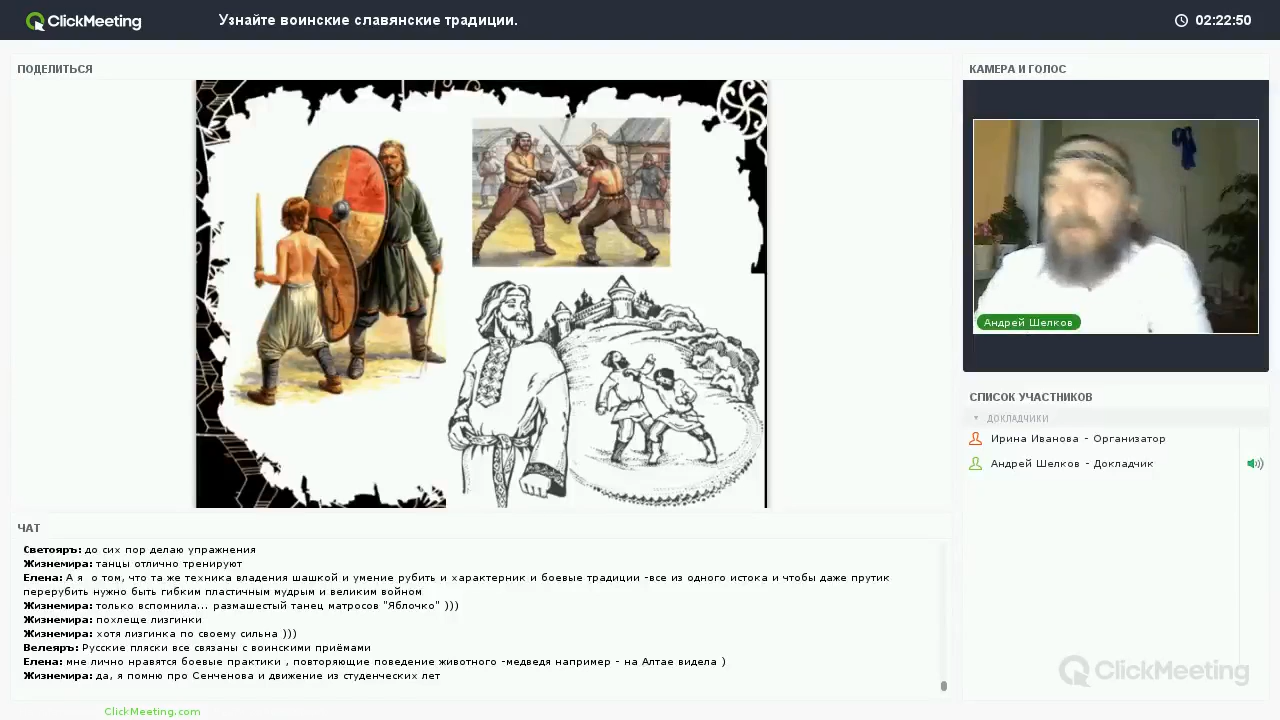 ClickMeeting
Узнайте воинские славянские традиции.
02:22:50
ПОДЕЛИТЬСЯ
КАМЕРА И ГОЛОС
Андрей Шелков
СПИСОК УЧАСТНИКОВ
ДОКЛАДЧИКИ
Ирина Иванова - Организатор
Андрей Шелков - Докладчик
ЧАТ
Светояръ: до сих пор делаю упражнения
Жизнемира: танцы отлично тренируют
Елена: А я о том, что та же техника владения шашкой и умение рубить и характерник и боевые традиции -все из одного истока и чтобы даже прутик
перерубить нужно быть гибким пластичным мудрым и великим войном
Жизнемира: только вспомнила... размашестый танец матросов "Яблочко" )))
Жизнемира: похлеще лизгинки
Жизнемира: хотя лизгинка по своему сильна )))
Велеяръ: Русские пляски все связаны с воинскими приёмами
Елена: мне лично нравятся боевые практики , повторяющие поведение животного -медведя например - на Алтае видела )
Жизнемира: да, я помню про Сенченова и движение из студенческих лет
ClickMeeting
ClickMeeting.com